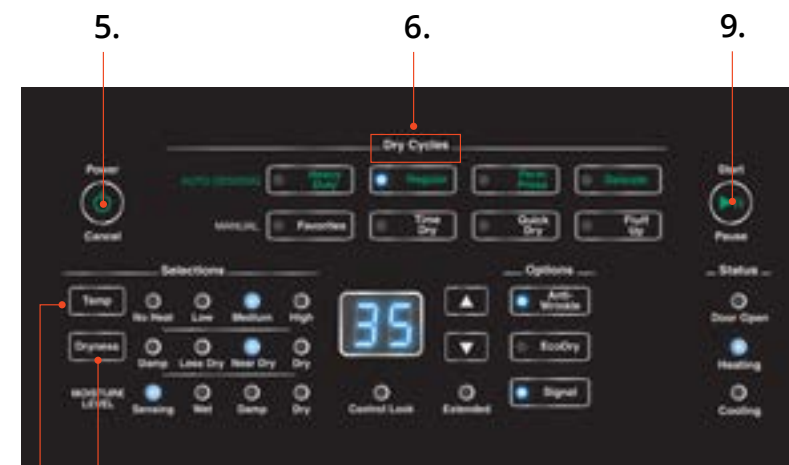 5. 6. 9.
Dry Cycles
Power Start
AUTO SENSING Heavy Duty Regular Perm Press Delicate
MANUAL Favorites Time Dry Quick Dry Fluff Up
Cancel Pause
Selections Options Status
Temp No Heat Low Medium High 35 Anti-Wrinkle Door Open
Dryness Damp Less Dry Near Dry Dry EcoDry Heating
MOISTURE LEVEL Sensing Wet Damp Dry Control Lock Extended Signal Cooling